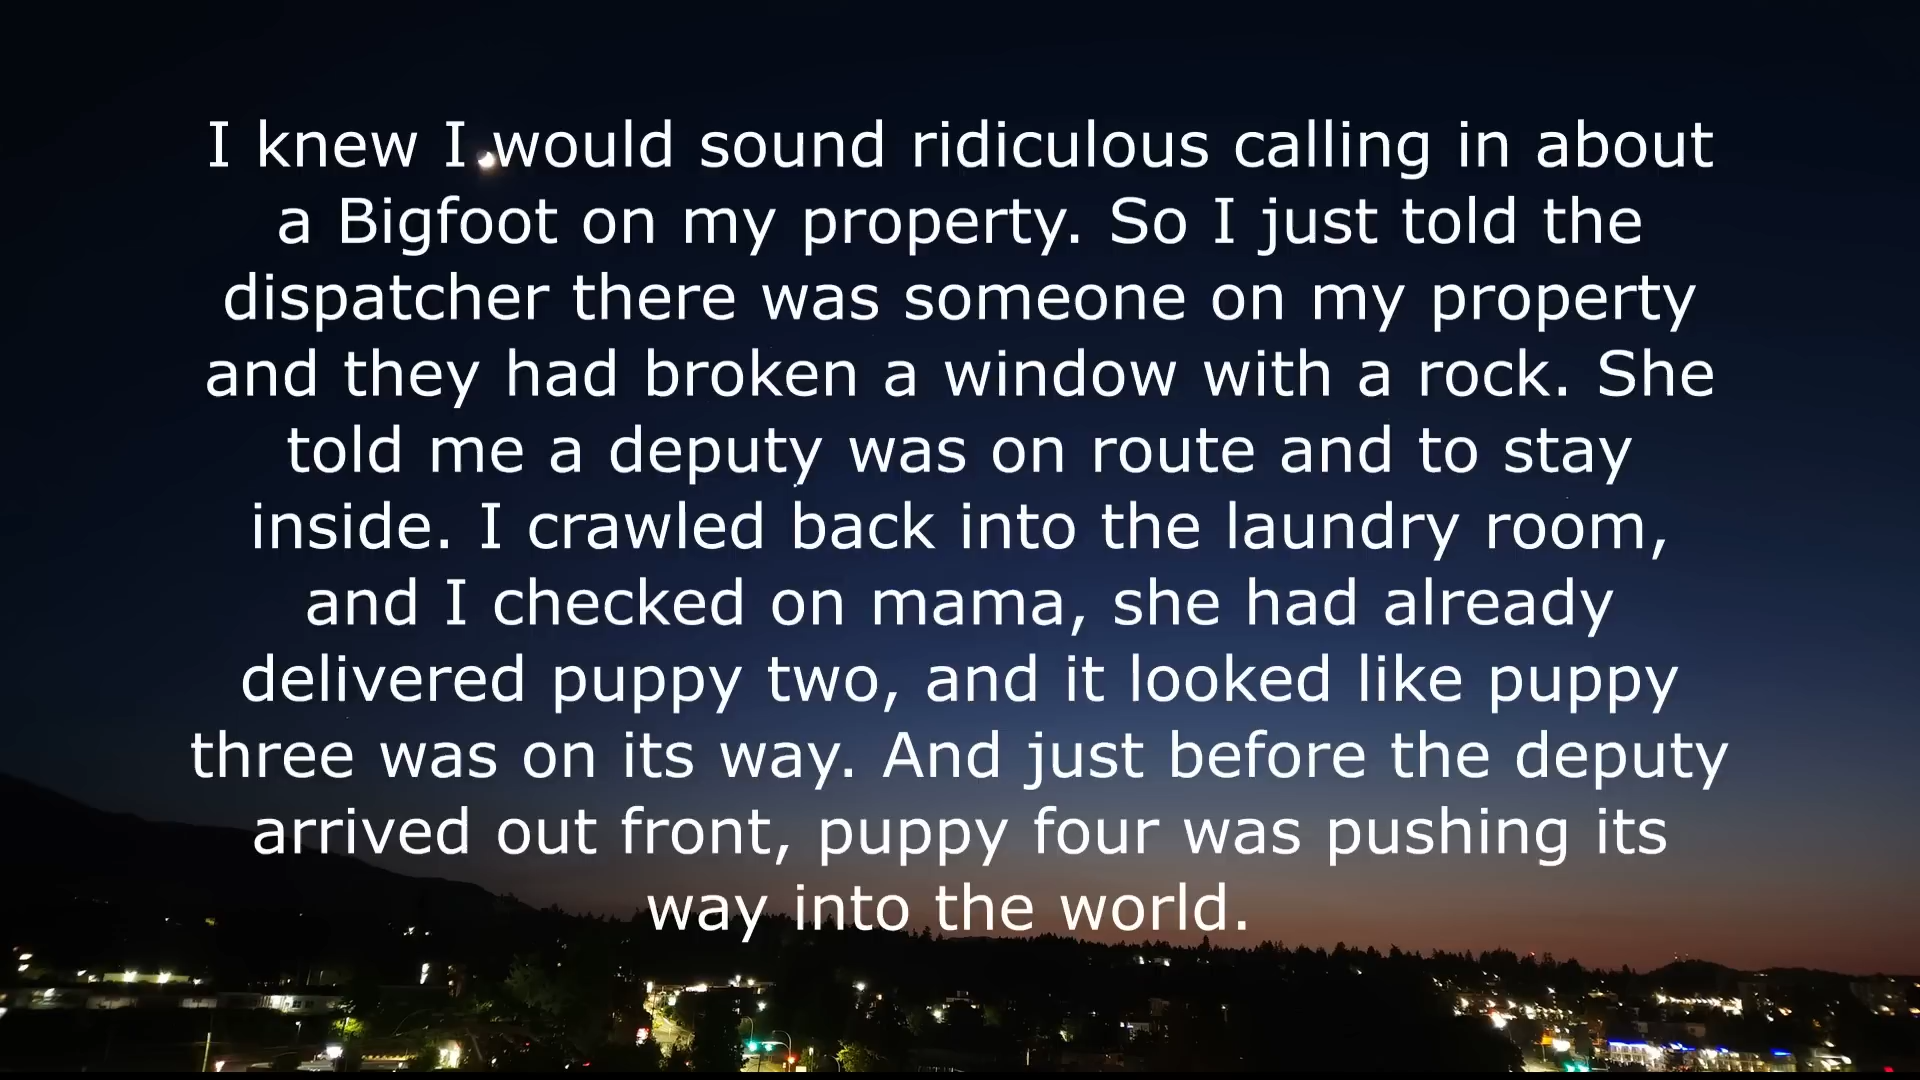 I knew I would sound ridiculous calling in about
a Bigfoot on my property. So I just told the
dispatcher there was someone on my property
and they had broken a window with a rock. She
told me a deputy was on route and to stay
inside. I crawled back into the laundry room,
and I checked on mama, she had already
delivered puppy two, and it looked like puppy
three was on its way. And just before the deputy
arrived out front, puppy four was pushing its
way into the world.